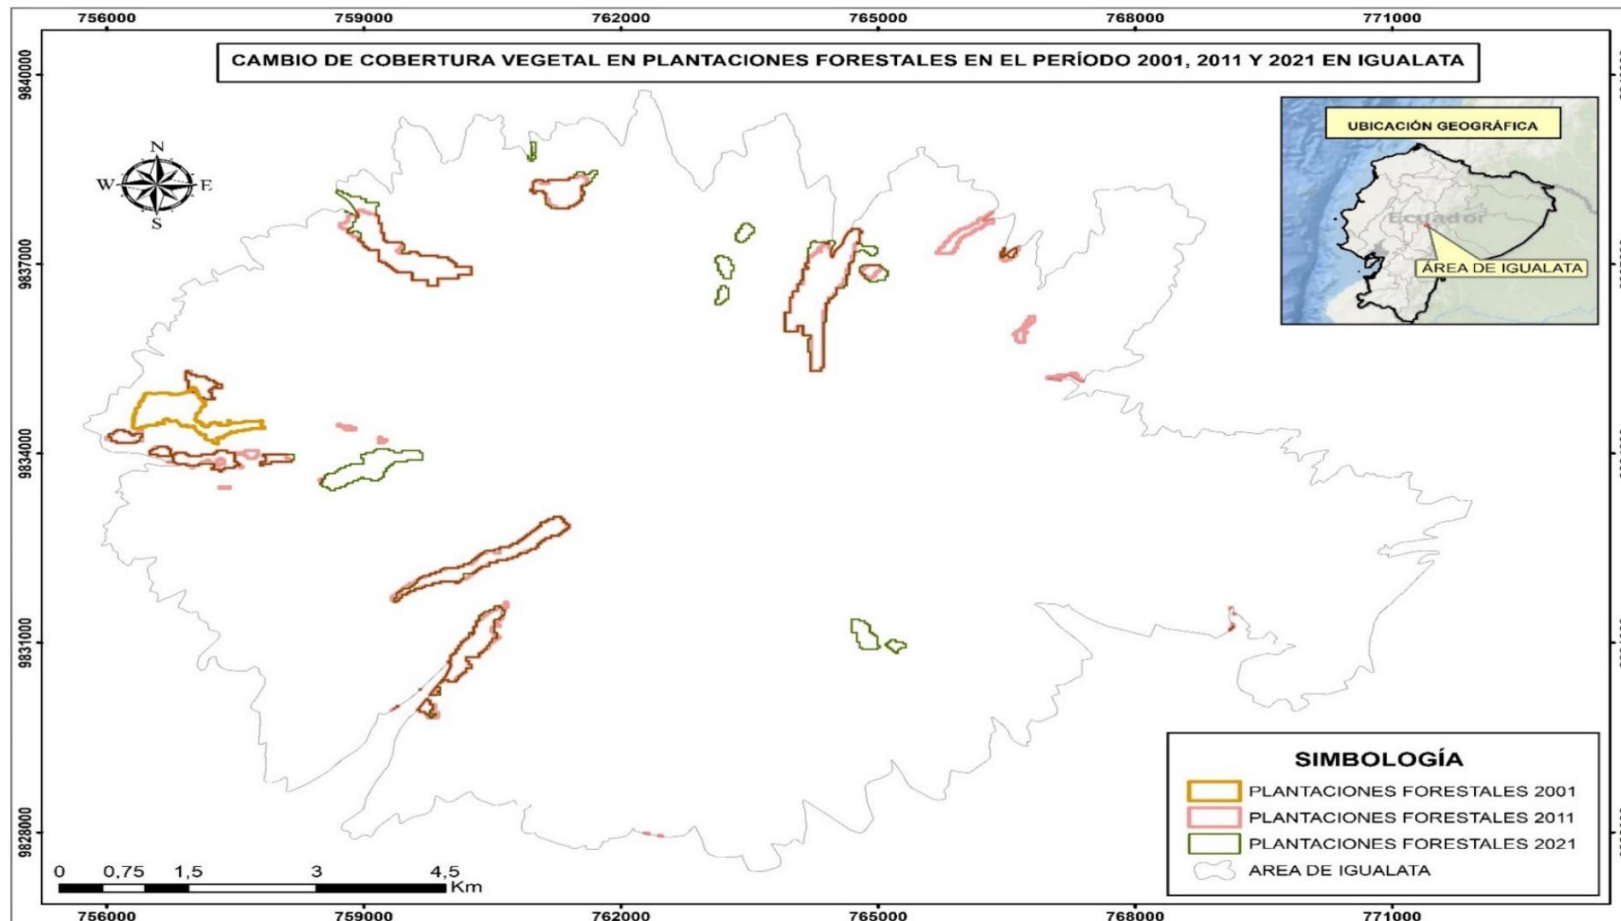 756000 759000 762000 765000 768000 771000
CAMBIO DE COBERTURA VEGETAL EN PLANTACIONES FORESTALES EN EL PERÍODO 2001, 2011 Y 2021 EN IGUALATA
9840000
UBICACIÓN GEOGRÁFICA
N
W E
S
Ecuador
ÁREA DE IGUALATA
9837000
9834000
9831000
SIMBOLOGÍA
PLANTACIONES FORESTALES 2001
PLANTACIONES FORESTALES 2011
PLANTACIONES FORESTALES 2021
AREA DE IGUALATA
9828000
0 0,75 1,5 3 4,5
Km
756000 759000 762000 765000 768000 771000